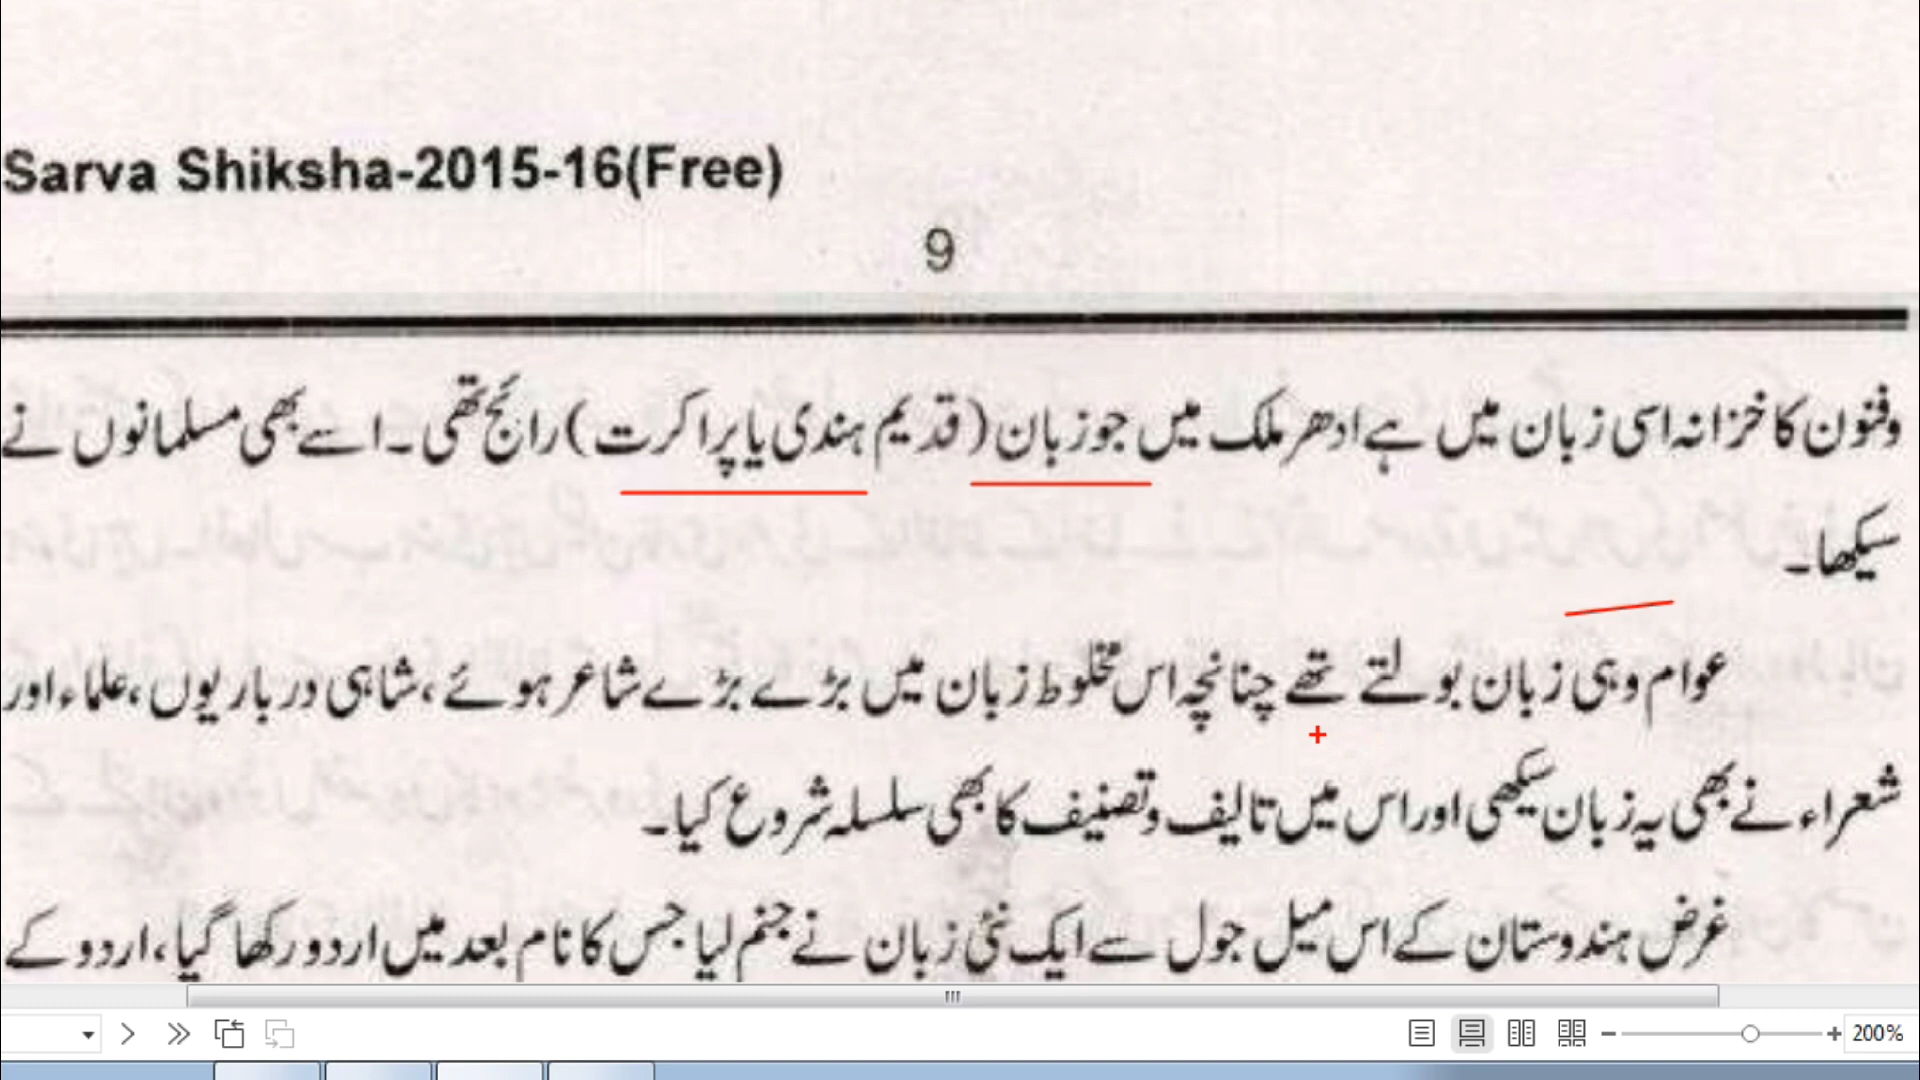 Sarva Shiksha-2015-16(Free)
9
وفنون کا خزانہ اسی زبان میں ہے ادھر ملک میں جو زبان (قدیم ہندی یا پراکرت) رائج تھی۔ اسے بھی مسلمانوں نے
سیکھا۔
عوام وہی زبان بولتے تھے چنانچہ اس مخلوط زبان میں بڑے بڑے شاعر ہوئے، شاہی درباریوں، علماء اور
شعراء نے بھی یہ زبان سیکھی اور اس میں تالیف و تصنیف کا بھی سلسلہ شروع کیا۔
غرض ہندوستان کے اس میل جول سے ایک نئی زبان نے جنم لیا جس کا نام بعد میں اردو رکھا گیا، اردو کے
200%